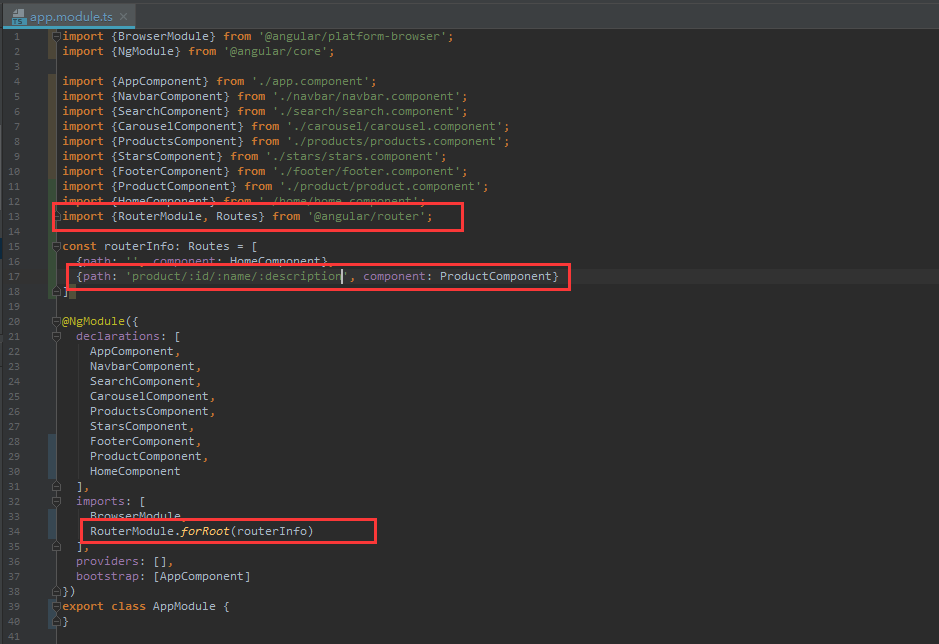 app.module.ts
TS
1 import {BrowserModule} from '@angular/platform-browser';
2 import {NgModule} from '@angular/core';
3
4 import {AppComponent} from './app.component';
5 import {NavbarComponent} from './navbar/navbar.component';
6 import {SearchComponent} from './search/search.component';
7 import {CarouselComponent} from './carousel/carousel.component';
8 import {ProductsComponent} from './products/products.component';
9 import {StarsComponent} from './stars/stars.component';
10 import {FooterComponent} from './footer/footer.component';
11 import {ProductComponent} from './product/product.component';
12 import {HomeComponent} from './home/home.component';
13 import {RouterModule, Routes} from '@angular/router';
14
15 const routerInfo: Routes = [
16 {path: '', component: HomeComponent},
17 {path: 'product/:id/:name/:description', component: ProductComponent}
18 ]
19
20 @NgModule({
21 declarations: [
22 AppComponent,
23 NavbarComponent,
24 SearchComponent,
25 CarouselComponent,
26 ProductsComponent,
27 StarsComponent,
28 FooterComponent,
29 ProductComponent,
30 HomeComponent
31 ],
32 imports: [
33 BrowserModule,
34 RouterModule.forRoot(routerInfo)
35 ],
36 providers: [],
37 bootstrap: [AppComponent]
38 })
39 export class AppModule {
40 }
41